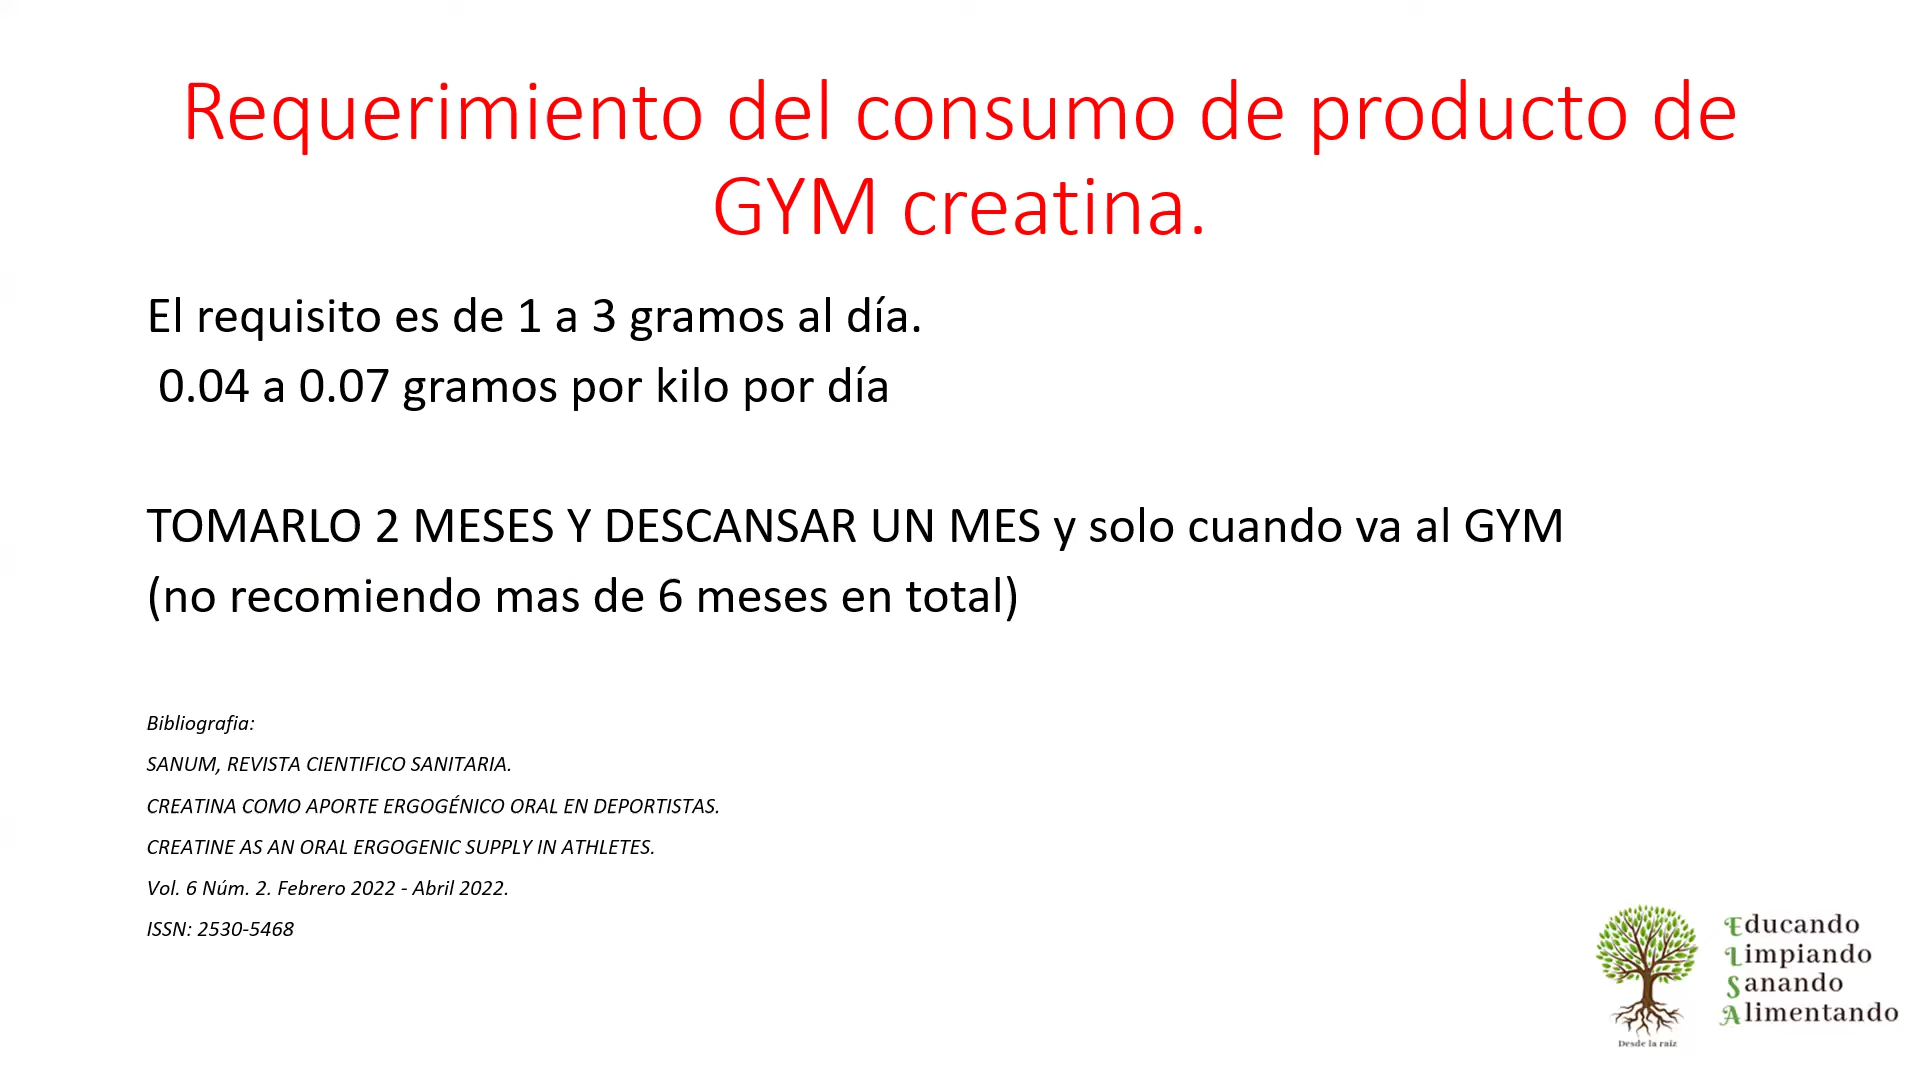 Requerimiento del consumo de producto de
GYM creatina.
El requisito es de 1 a 3 gramos al día.
0.04 a 0.07 gramos por kilo por día
TOMARLO 2 MESES Y DESCANSAR UN MES y solo cuando va al GYM
(no recomiendo mas de 6 meses en total)
Bibliografia:
SANUM, REVISTA CIENTIFICO SANITARIA.
CREATINA COMO APORTE ERGOGÉNICO ORAL EN DEPORTISTAS.
CREATINE AS AN ORAL ERGOGENIC SUPPLY IN ATHLETES.
Vol. 6 Núm. 2. Febrero 2022 - Abril 2022.
ISSN: 2530-5468
Educando
Limpiando
Sanando
Alimentando
Desde la raíz